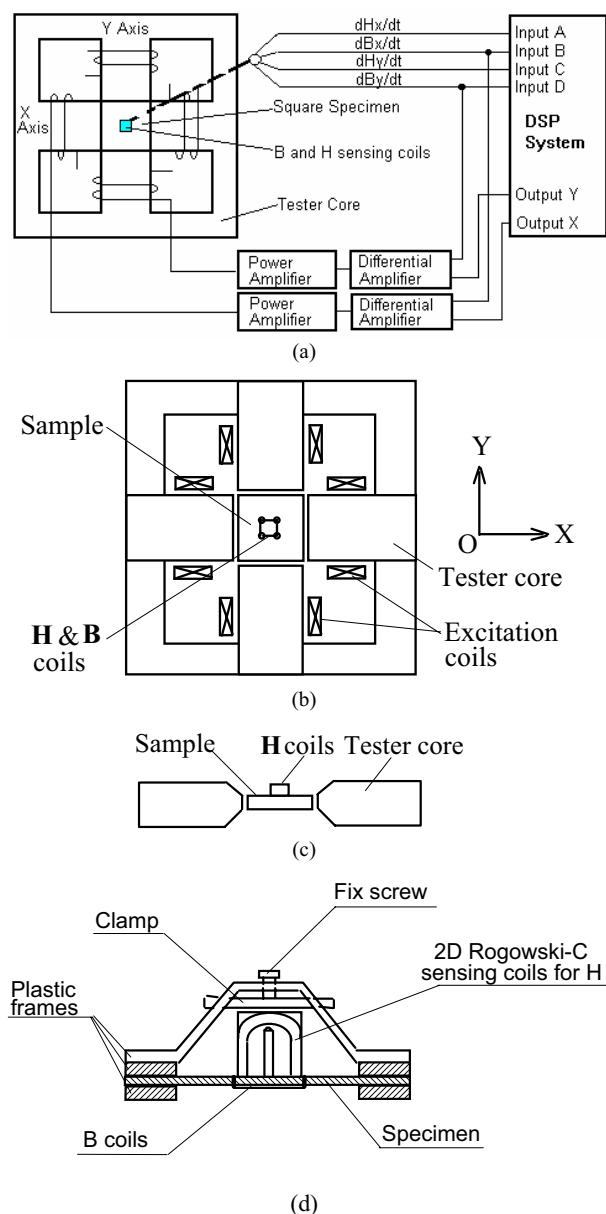 Y Axis
X
Axis
Square Specimen
B and H sensing coils
Tester Core
dHx/dt
dBx/dt
dHy/dt
dBy/dt
Input A
Input B
Input C
Input D
DSP
System
Output Y
Output X
Power
Amplifier
Differential
Amplifier
Power
Amplifier
Differential
Amplifier
(a)
Sample
Y
O
X
Tester core
H & B
coils
Excitation
coils
(b)
Sample
H coils
Tester core
(c)
Fix screw
Clamp
2D Rogowski-C
sensing coils for H
Plastic
frames
B coils
Specimen
(d)